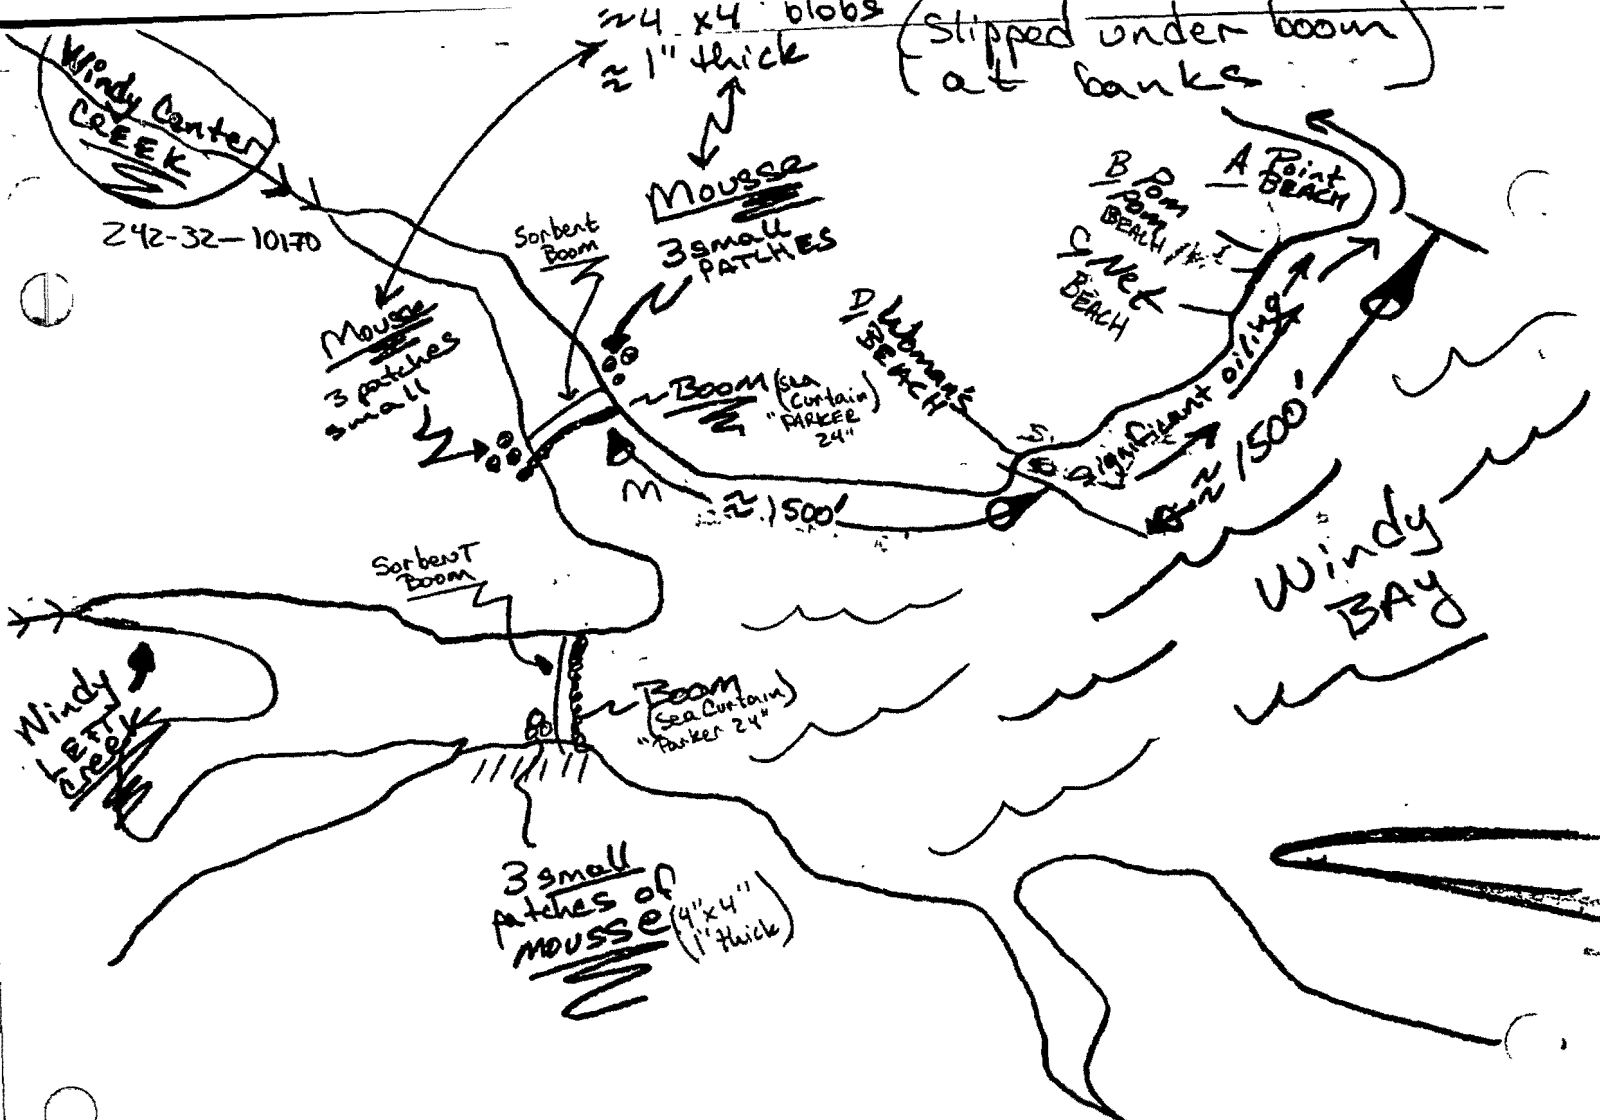 ≈4 x4 blobs
≈ 1" thick
(Slipped under boom
at banks)
Windy Center
CREEK
242-32-10170
Mousse
3 small
PATCHES
Sorbent
Boom
Mousse
3 patches
small
Boom (sea
Curtain)
"PARKER
24"
A Point
BEACH
B Pom
Pom
BEACH
C Net
BEACH
D Woman's
BEACH
Significant oiling
≈ 1500'
M
≈ 1500'
Windy
BAY
Sorbent
Boom
Windy
LEFT
Creek
Boom
(Sea Curtain)
"Parker 24"
3 small
patches of
mousse (4"x4"
1" thick)